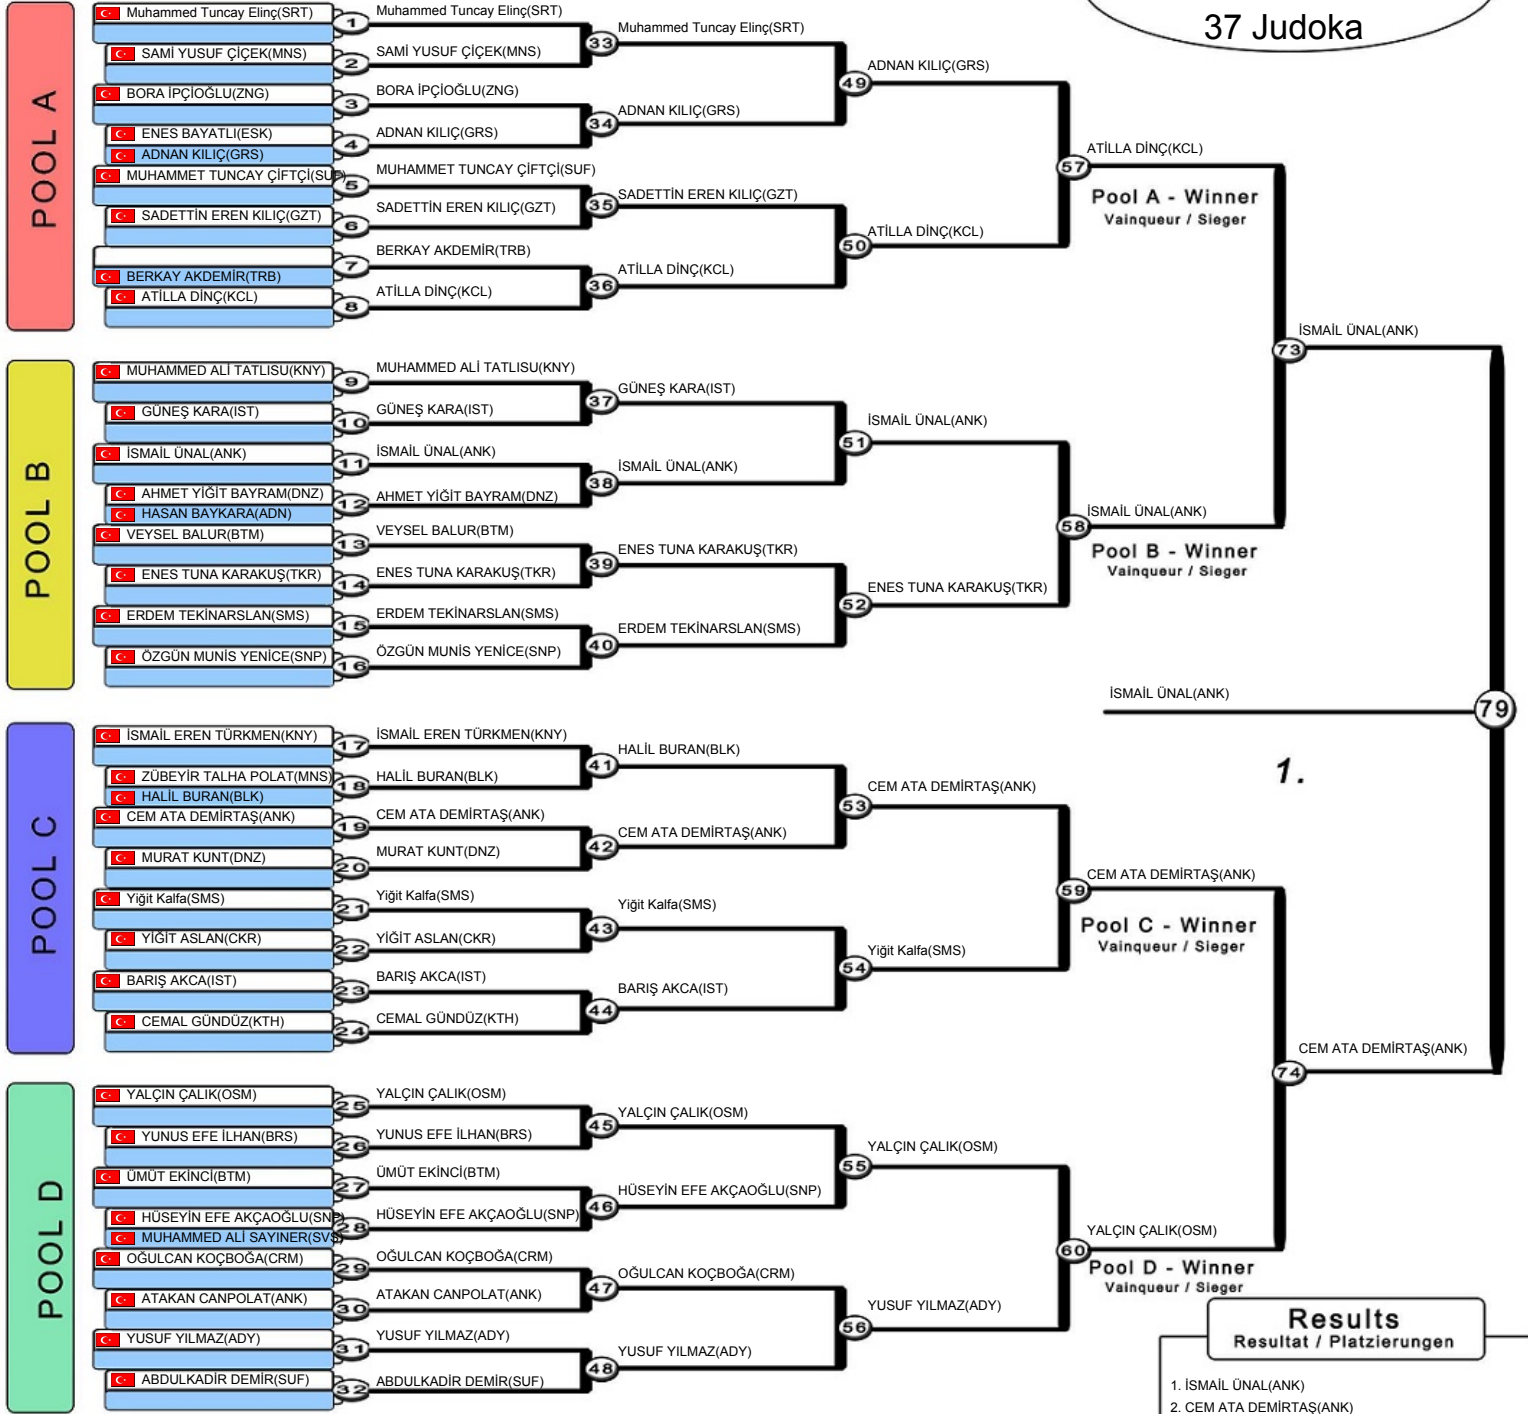 37 Judoka
POOL A
Muhammed Tuncay Elinç(SRT)
SAMİ YUSUF ÇİÇEK(MNS)
BORA İPÇİOĞLU(ZNG)
ENES BAYATLI(ESK)
ADNAN KILIÇ(GRS)
MUHAMMET TUNCAY ÇİFTÇİ(SUF)
SADETTİN EREN KILIÇ(GZT)
BERKAY AKDEMİR(TRB)
ATİLLA DİNÇ(KCL)
1
2
3
4
5
6
7
8
Muhammed Tuncay Elinç(SRT)
SAMİ YUSUF ÇİÇEK(MNS)
BORA İPÇİOĞLU(ZNG)
ADNAN KILIÇ(GRS)
MUHAMMET TUNCAY ÇİFTÇİ(SUF)
SADETTİN EREN KILIÇ(GZT)
BERKAY AKDEMİR(TRB)
ATİLLA DİNÇ(KCL)
33
34
35
36
Muhammed Tuncay Elinç(SRT)
ADNAN KILIÇ(GRS)
SADETTİN EREN KILIÇ(GZT)
ATİLLA DİNÇ(KCL)
49
50
ADNAN KILIÇ(GRS)
ATİLLA DİNÇ(KCL)
57
ATİLLA DİNÇ(KCL)
Pool A - Winner
Vainqueur / Sieger
POOL B
MUHAMMED ALİ TATLISU(KNY)
GÜNEŞ KARA(IST)
İSMAİL ÜNAL(ANK)
AHMET YİĞİT BAYRAM(DNZ)
HASAN BAYKARA(ADN)
VEYSEL BALUR(BTM)
ENES TUNA KARAKUŞ(TKR)
ERDEM TEKİNARSLAN(SMS)
ÖZGÜN MUNİS YENİCE(SNP)
9
10
11
12
13
14
15
16
MUHAMMED ALİ TATLISU(KNY)
GÜNEŞ KARA(IST)
İSMAİL ÜNAL(ANK)
AHMET YİĞİT BAYRAM(DNZ)
VEYSEL BALUR(BTM)
ENES TUNA KARAKUŞ(TKR)
ERDEM TEKİNARSLAN(SMS)
ÖZGÜN MUNİS YENİCE(SNP)
37
38
39
40
GÜNEŞ KARA(IST)
İSMAİL ÜNAL(ANK)
ENES TUNA KARAKUŞ(TKR)
ERDEM TEKİNARSLAN(SMS)
51
52
İSMAİL ÜNAL(ANK)
ENES TUNA KARAKUŞ(TKR)
58
İSMAİL ÜNAL(ANK)
Pool B - Winner
Vainqueur / Sieger
73
İSMAİL ÜNAL(ANK)
İSMAİL ÜNAL(ANK)
79
1.
POOL C
İSMAİL EREN TÜRKMEN(KNY)
ZÜBEYİR TALHA POLAT(MNS)
HALİL BURAN(BLK)
CEM ATA DEMİRTAŞ(ANK)
MURAT KUNT(DNZ)
Yiğit Kalfa(SMS)
YİĞİT ASLAN(CKR)
BARIŞ AKCA(IST)
CEMAL GÜNDÜZ(KTH)
17
18
19
20
21
22
23
24
İSMAİL EREN TÜRKMEN(KNY)
HALİL BURAN(BLK)
CEM ATA DEMİRTAŞ(ANK)
MURAT KUNT(DNZ)
Yiğit Kalfa(SMS)
YİĞİT ASLAN(CKR)
BARIŞ AKCA(IST)
CEMAL GÜNDÜZ(KTH)
41
42
43
44
HALİL BURAN(BLK)
CEM ATA DEMİRTAŞ(ANK)
Yiğit Kalfa(SMS)
BARIŞ AKCA(IST)
53
54
CEM ATA DEMİRTAŞ(ANK)
Yiğit Kalfa(SMS)
59
CEM ATA DEMİRTAŞ(ANK)
Pool C - Winner
Vainqueur / Sieger
74
CEM ATA DEMİRTAŞ(ANK)
POOL D
YALÇIN ÇALIK(OSM)
YUNUS EFE İLHAN(BRS)
ÜMÜT EKİNCİ(BTM)
HÜSEYİN EFE AKÇAOĞLU(SNP)
MUHAMMED ALİ SAYINER(SVS)
OĞULCAN KOÇBOĞA(CRM)
ATAKAN CANPOLAT(ANK)
YUSUF YILMAZ(ADY)
ABDULKADİR DEMİR(SUF)
25
26
27
28
29
30
31
32
YALÇIN ÇALIK(OSM)
YUNUS EFE İLHAN(BRS)
ÜMÜT EKİNCİ(BTM)
HÜSEYİN EFE AKÇAOĞLU(SNP)
OĞULCAN KOÇBOĞA(CRM)
ATAKAN CANPOLAT(ANK)
YUSUF YILMAZ(ADY)
ABDULKADİR DEMİR(SUF)
45
46
47
48
YALÇIN ÇALIK(OSM)
HÜSEYİN EFE AKÇAOĞLU(SNP)
OĞULCAN KOÇBOĞA(CRM)
YUSUF YILMAZ(ADY)
55
56
YALÇIN ÇALIK(OSM)
YUSUF YILMAZ(ADY)
60
YALÇIN ÇALIK(OSM)
Pool D - Winner
Vainqueur / Sieger
Results
Resultat / Platzierungen
1. İSMAİL ÜNAL(ANK)
2. CEM ATA DEMİRTAŞ(ANK)